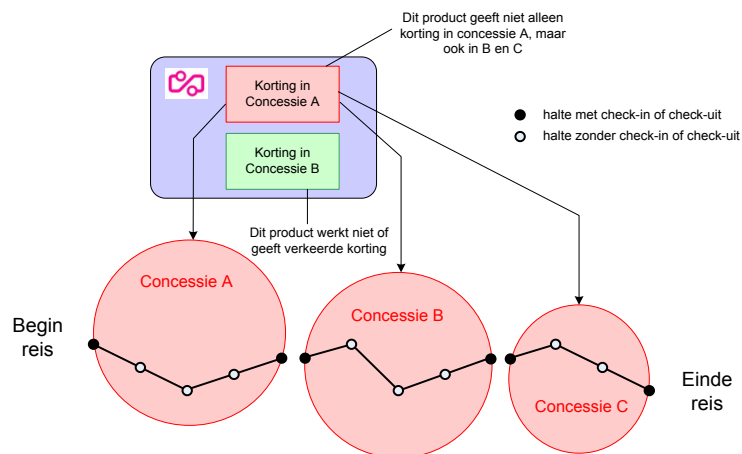 Dit product geeft niet alleen
korting in concessie A, maar
ook in B en C
Korting in
Concessie A
halte met check-in of check-uit
halte zonder check-in of check-uit
Korting in
Concessie B
Dit product werkt niet of
geeft verkeerde korting
Concessie A
Concessie B
Begin
reis
Concessie C
Einde
reis